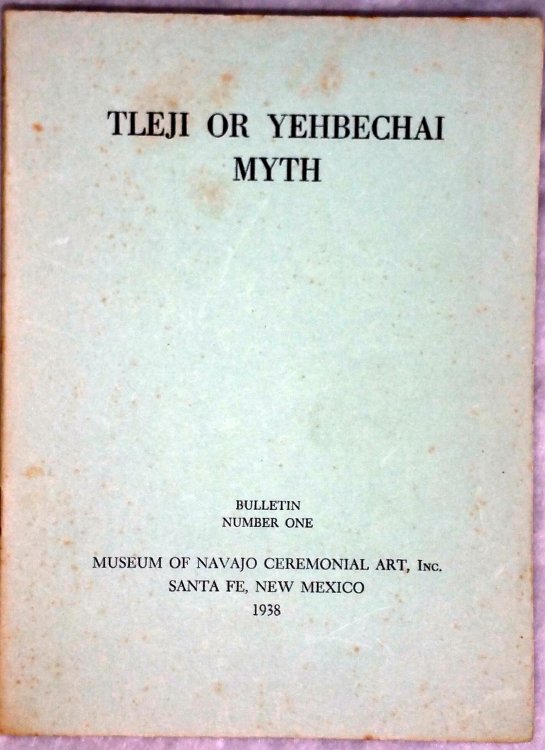 TLEJI OR YEHBECHAI
MYTH
BULLETIN
NUMBER ONE
MUSEUM OF NAVAJO CEREMONIAL ART, INC.
SANTA FE, NEW MEXICO
1938